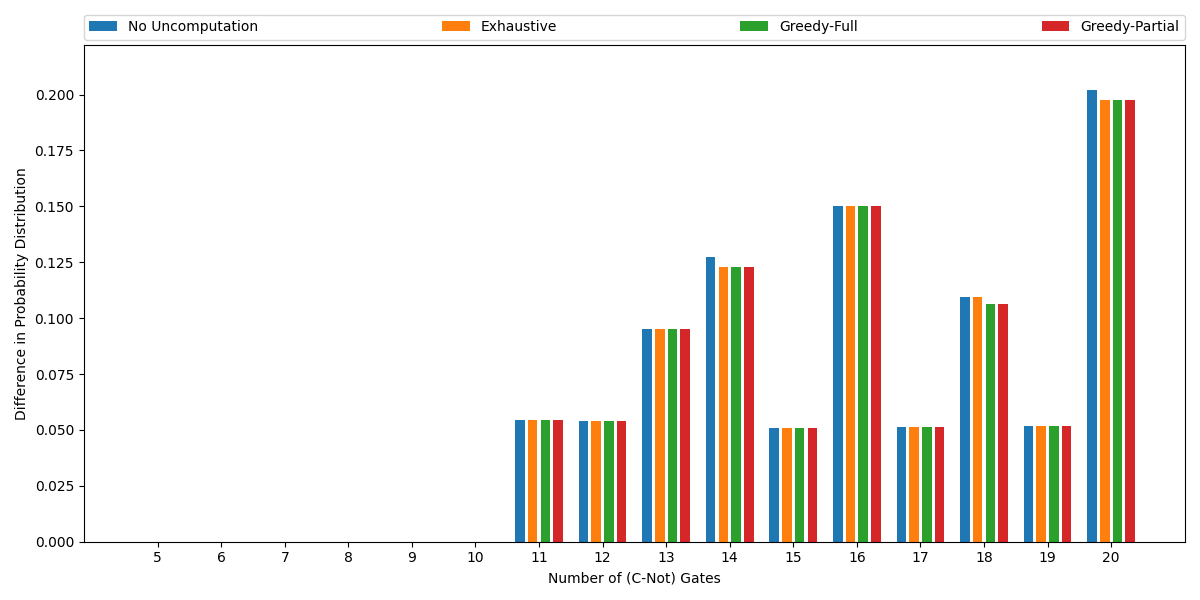 No Uncomputation Exhaustive Greedy-Full Greedy-Partial
0.200
0.175
0.150
0.125
0.100
0.075
0.050
0.025
0.000
Difference in Probability Distribution
5 6 7 8 9 10 11 12 13 14 15 16 17 18 19 20
Number of (C-Not) Gates